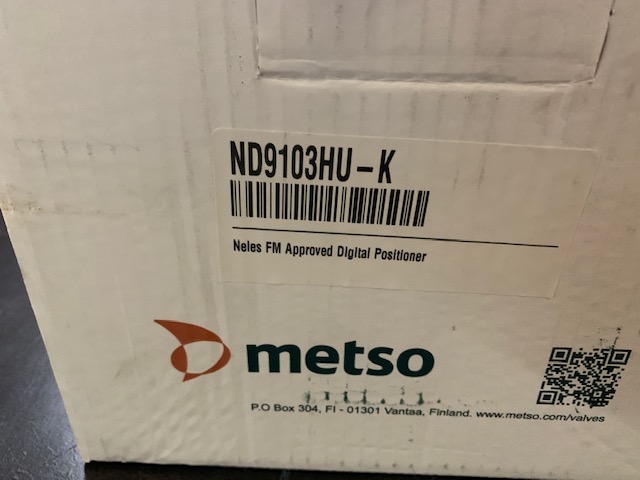 ND9103HU-K
Neles FM Approved Digital Positioner
metso
P.O Box 304, FI - 01301 Vantaa, Finland. www.metso.com/valves